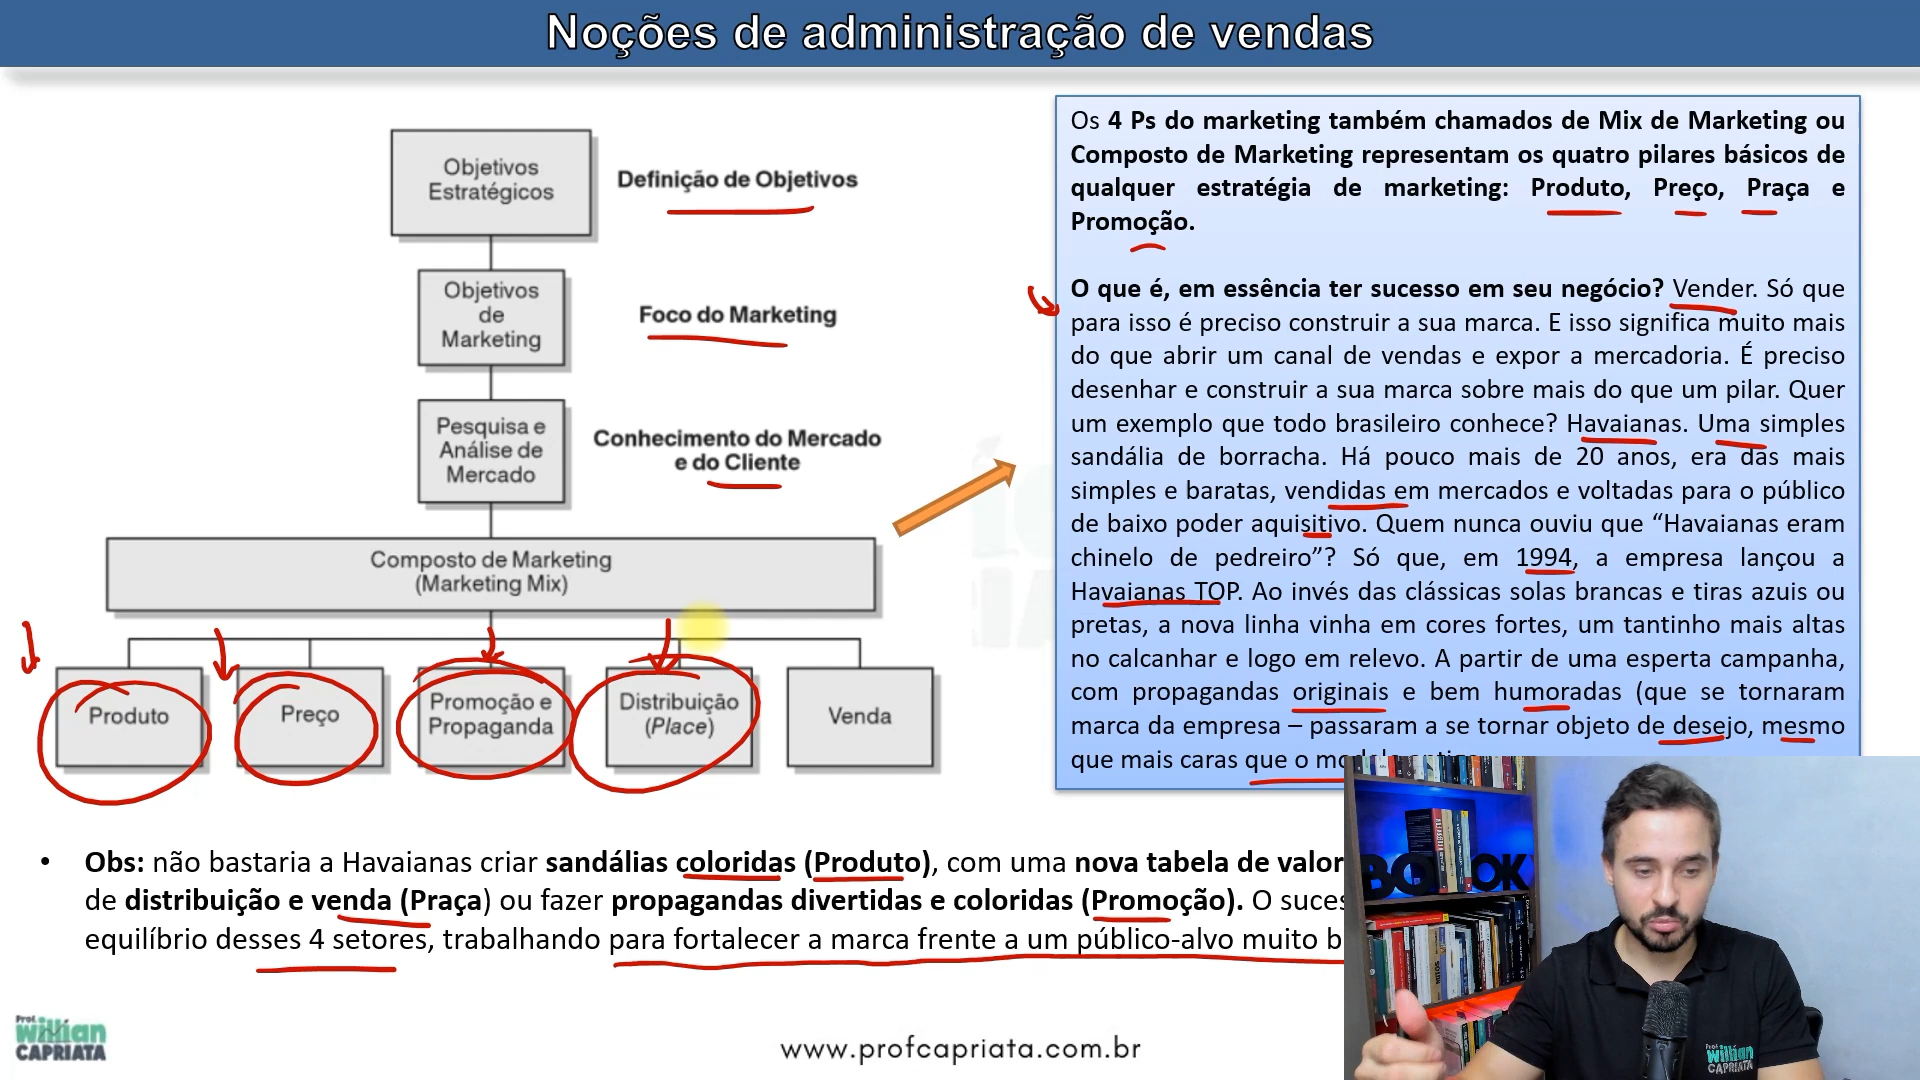 Noções de administração de vendas
Objetivos
Estratégicos
Definição de Objetivos
Objetivos
de
Marketing
Foco do Marketing
Pesquisa e
Análise de
Mercado
Conhecimento do Mercado
e do Cliente
Composto de Marketing
(Marketing Mix)
Produto
Preço
Promoção e
Propaganda
Distribuição
(Place)
Venda
Os 4 Ps do marketing também chamados de Mix de Marketing ou
Composto de Marketing representam os quatro pilares básicos de
qualquer estratégia de marketing: Produto, Preço, Praça e
Promoção.
O que é, em essência ter sucesso em seu negócio? Vender. Só que
para isso é preciso construir a sua marca. E isso significa muito mais
do que abrir um canal de vendas e expor a mercadoria. É preciso
desenhar e construir a sua marca sobre mais do que um pilar. Quer
um exemplo que todo brasileiro conhece? Havaianas. Uma simples
sandália de borracha. Há pouco mais de 20 anos, era das mais
simples e baratas, vendidas em mercados e voltadas para o público
de baixo poder aquisitivo. Quem nunca ouviu que “Havaianas eram
chinelo de pedreiro”? Só que, em 1994, a empresa lançou a
Havaianas TOP. Ao invés das clássicas solas brancas e tiras azuis ou
pretas, a nova linha vinha em cores fortes, um tantinho mais altas
no calcanhar e logo em relevo. A partir de uma esperta campanha,
com propagandas originais e bem humoradas (que se tornaram
marca da empresa – passaram a se tornar objeto de desejo, mesmo
que mais caras que o
• Obs: não bastaria a Havaianas criar sandálias coloridas (Produto), com uma nova tabela de valor
de distribuição e venda (Praça) ou fazer propagandas divertidas e coloridas (Promoção). O
equilíbrio desses 4 setores, trabalhando para fortalecer a marca frente a um público-alvo muito
Prof.
willian
CAPRIATA
www.profcapriata.com.br
BO OK
Prof.
willian
CAPRIATA